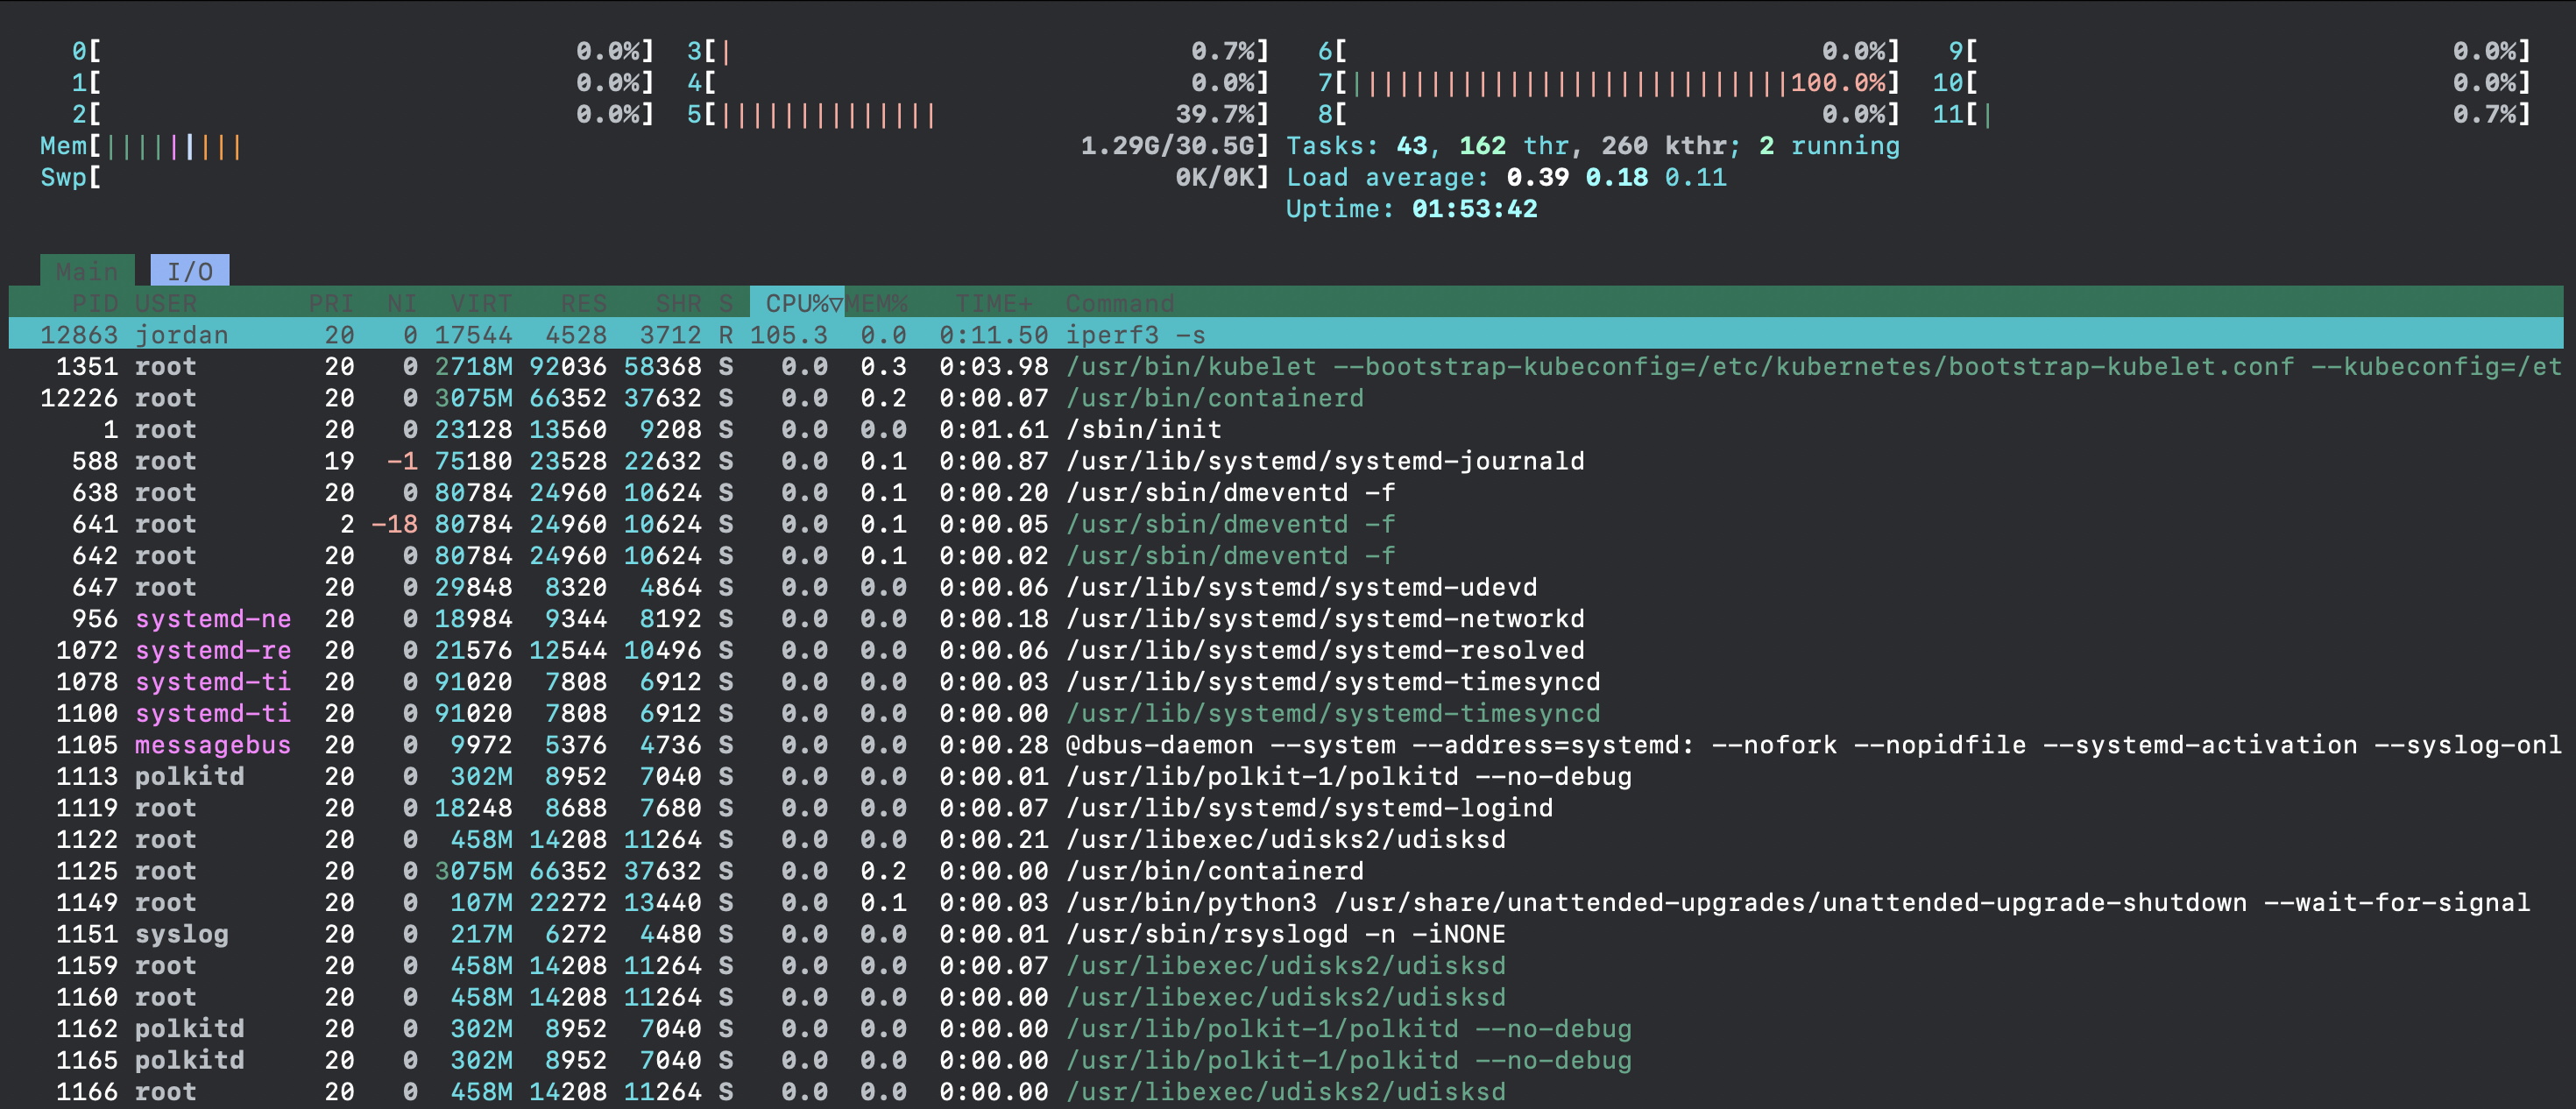 0[ 0.0%] 3[| 0.7%] 6[ 0.0%] 9[ 0.0%]
1[ 0.0%] 4[ 0.0%] 7[||||||||||||||||||||||||||||100.0%] 10[ 0.0%]
2[ 0.0%] 5[|||||||||||||| 39.7%] 8[ 0.0%] 11[| 0.7%]
Mem[||||||||| 1.29G/30.5G] Tasks: 43, 162 thr, 260 kthr; 2 running
Swp[ 0K/0K] Load average: 0.39 0.18 0.11
Uptime: 01:53:42
Main I/O
PID USER PRI NI VIRT RES SHR S CPU%▽MEM% TIME+ Command
12863 jordan 20 0 17544 4528 3712 R 105.3 0.0 0:11.50 iperf3 -s
1351 root 20 0 2718M 92036 58368 S 0.0 0.3 0:03.98 /usr/bin/kubelet --bootstrap-kubeconfig=/etc/kubernetes/bootstrap-kubelet.conf --kubeconfig=/et
12226 root 20 0 3075M 66352 37632 S 0.0 0.2 0:00.07 /usr/bin/containerd
1 root 20 0 23128 13560 9208 S 0.0 0.0 0:01.61 /sbin/init
588 root 19 -1 75180 23528 22632 S 0.0 0.1 0:00.87 /usr/lib/systemd/systemd-journald
638 root 20 0 80784 24960 10624 S 0.0 0.1 0:00.20 /usr/sbin/dmeventd -f
641 root 2 -18 80784 24960 10624 S 0.0 0.1 0:00.05 /usr/sbin/dmeventd -f
642 root 20 0 80784 24960 10624 S 0.0 0.1 0:00.02 /usr/sbin/dmeventd -f
647 root 20 0 29848 8320 4864 S 0.0 0.0 0:00.06 /usr/lib/systemd/systemd-udevd
956 systemd-ne 20 0 18984 9344 8192 S 0.0 0.0 0:00.18 /usr/lib/systemd/systemd-networkd
1072 systemd-re 20 0 21576 12544 10496 S 0.0 0.0 0:00.06 /usr/lib/systemd/systemd-resolved
1078 systemd-ti 20 0 91020 7808 6912 S 0.0 0.0 0:00.03 /usr/lib/systemd/systemd-timesyncd
1100 systemd-ti 20 0 91020 7808 6912 S 0.0 0.0 0:00.00 /usr/lib/systemd/systemd-timesyncd
1105 messagebus 20 0 9972 5376 4736 S 0.0 0.0 0:00.28 @dbus-daemon --system --address=systemd: --nofork --nopidfile --systemd-activation --syslog-onl
1113 polkitd 20 0 302M 8952 7040 S 0.0 0.0 0:00.01 /usr/lib/polkit-1/polkitd --no-debug
1119 root 20 0 18248 8688 7680 S 0.0 0.0 0:00.07 /usr/lib/systemd/systemd-logind
1122 root 20 0 458M 14208 11264 S 0.0 0.0 0:00.21 /usr/libexec/udisks2/udisksd
1125 root 20 0 3075M 66352 37632 S 0.0 0.2 0:00.00 /usr/bin/containerd
1149 root 20 0 107M 22272 13440 S 0.0 0.1 0:00.03 /usr/bin/python3 /usr/share/unattended-upgrades/unattended-upgrade-shutdown --wait-for-signal
1151 syslog 20 0 217M 6272 4480 S 0.0 0.0 0:00.01 /usr/sbin/rsyslogd -n -iNONE
1159 root 20 0 458M 14208 11264 S 0.0 0.0 0:00.07 /usr/libexec/udisks2/udisksd
1160 root 20 0 458M 14208 11264 S 0.0 0.0 0:00.00 /usr/libexec/udisks2/udisksd
1162 polkitd 20 0 302M 8952 7040 S 0.0 0.0 0:00.00 /usr/lib/polkit-1/polkitd --no-debug
1165 polkitd 20 0 302M 8952 7040 S 0.0 0.0 0:00.00 /usr/lib/polkit-1/polkitd --no-debug
1166 root 20 0 458M 14208 11264 S 0.0 0.0 0:00.00 /usr/libexec/udisks2/udisksd